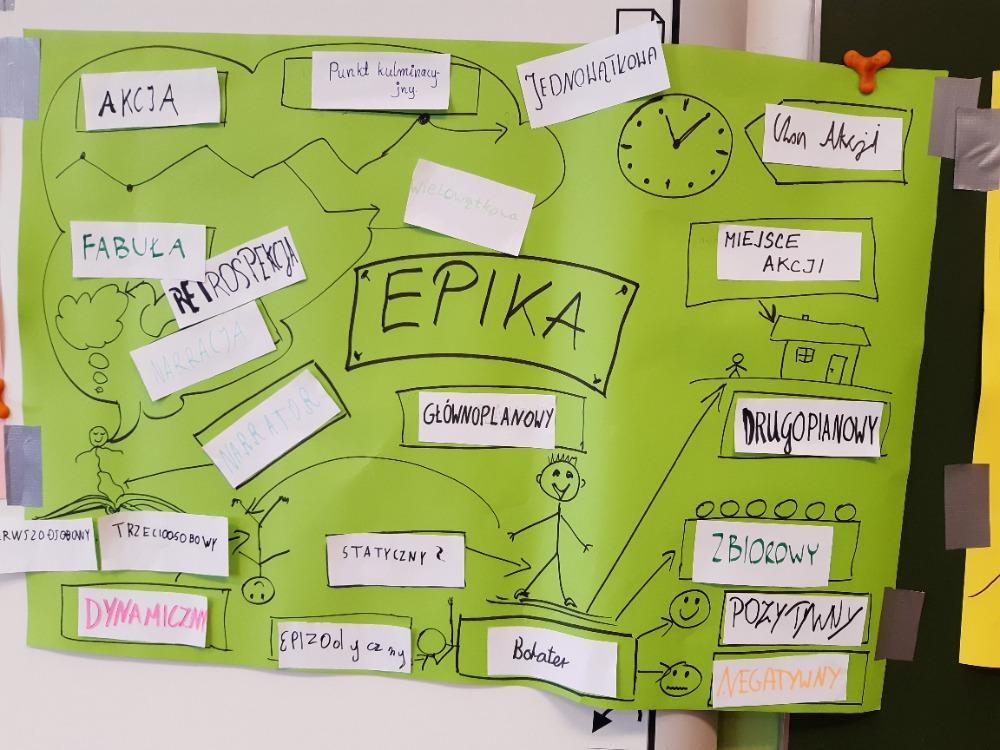 AKCJA
Punkt kulminacy-
jny.
JEDNOWĄTKOWA
Czas Akcji
Wielowątkowa
FABUŁA
RETROSPEKCJA
MIEJSCE
AKCJI
EPIKA
NARRACJA
NARRATOR
GŁÓWNOPLANOWY
DRUGOPLANOWY
TRZECIOOSOBOWY
STATYCZNY
ZBIOROWY
DYNAMICZNY
EPIZOdyczny
Bohater
POZYTYWNY
NEGATYWNY